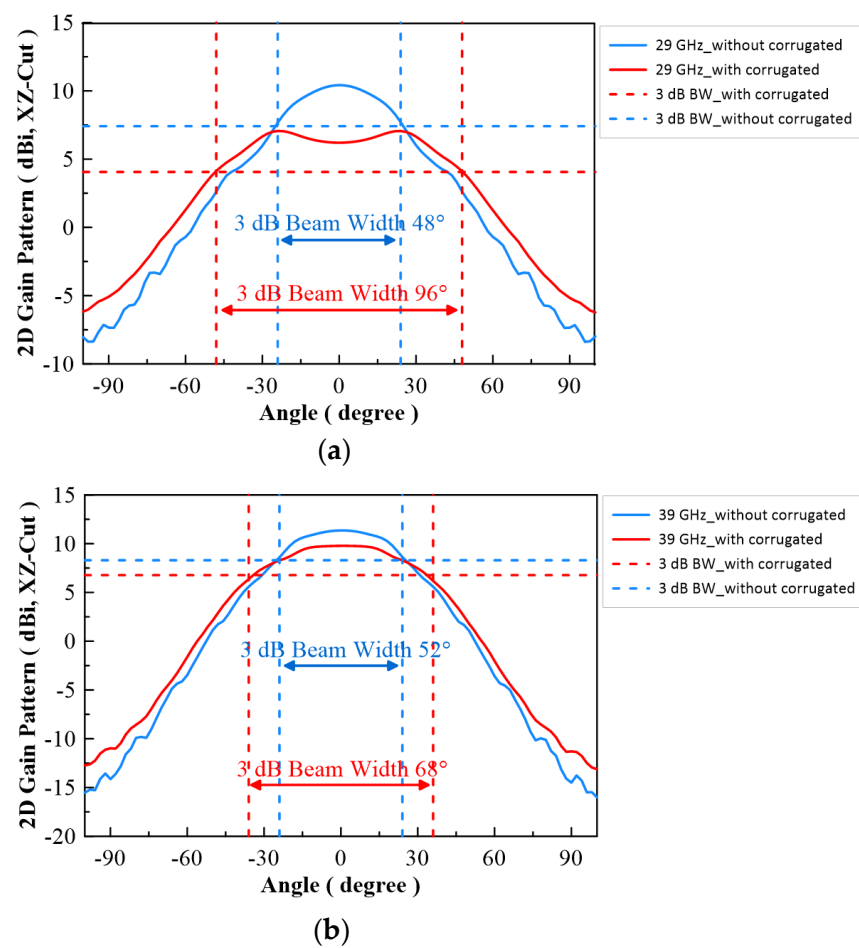 15
10
5
0
-5
-10
2D Gain Pattern ( dBi, XZ-Cut )
3 dB Beam Width 48°
3 dB Beam Width 96°
-90 -60 -30 0 30 60 90
Angle ( degree )
29 GHz_without corrugated
29 GHz_with corrugated
3 dB BW_with corrugated
3 dB BW_without corrugated
(a)
15
10
5
0
-5
-10
-15
-20
2D Gain Pattern ( dBi, XZ-Cut )
3 dB Beam Width 52°
3 dB Beam Width 68°
-90 -60 -30 0 30 60 90
Angle ( degree )
39 GHz_without corrugated
39 GHz_with corrugated
3 dB BW_with corrugated
3 dB BW_without corrugated
(b)